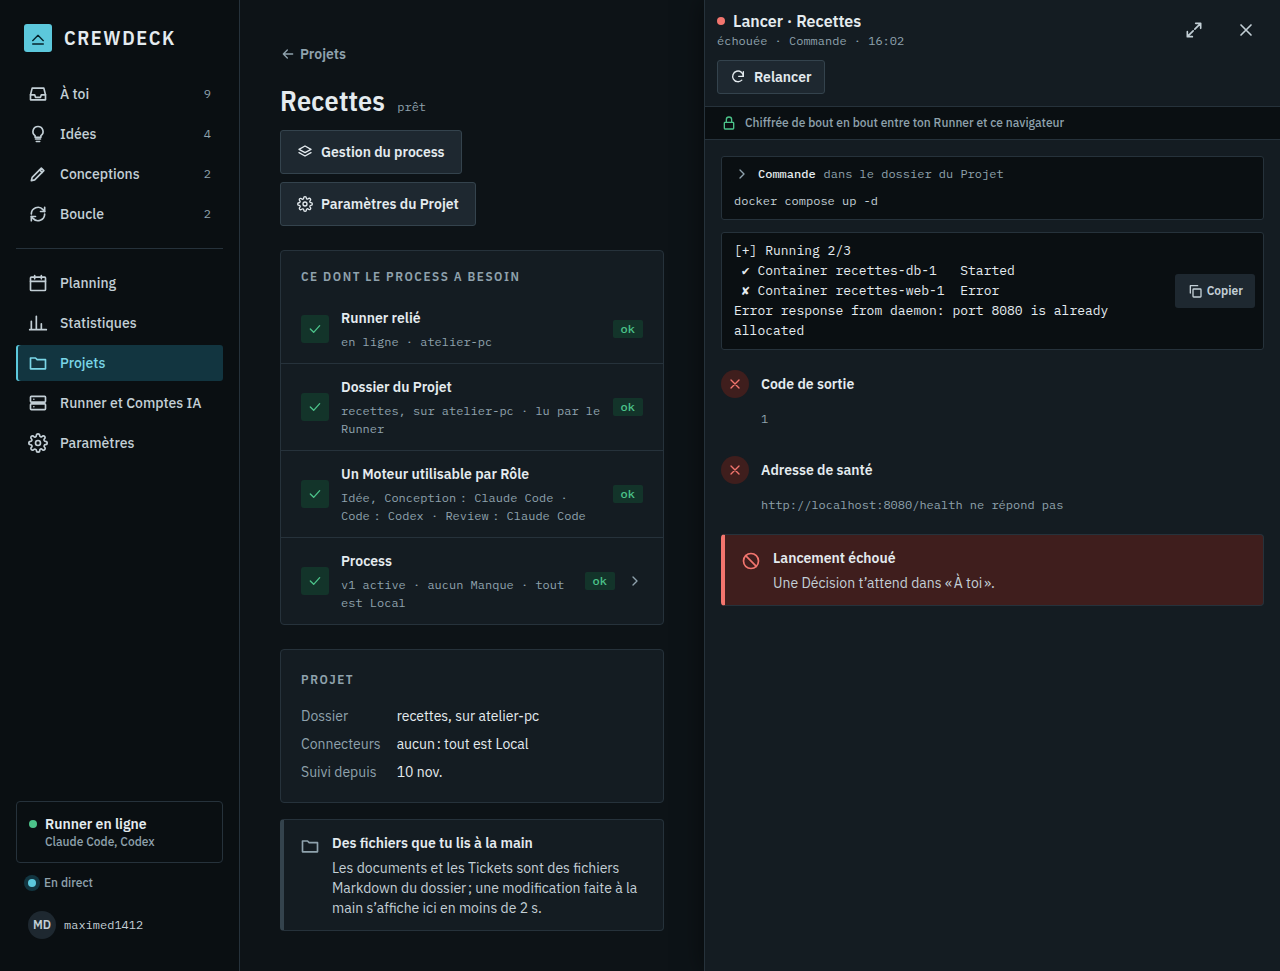 CREWDECK
À toi 9
Idées 4
Conceptions 2
Boucle 2
Planning
Statistiques
Projets
Runner et Comptes IA
Paramètres
Runner en ligne
Claude Code, Codex
En direct
MD maximed1412
← Projets
Recettes prêt
Gestion du process
Paramètres du Projet
CE DONT LE PROCESS A BESOIN
Runner relié
en ligne · atelier-pc
ok
Dossier du Projet
recettes, sur atelier-pc · lu par le
Runner
ok
Un Moteur utilisable par Rôle
Idée, Conception : Claude Code ·
Code : Codex · Review : Claude Code
ok
Process
v1 active · aucun Manque · tout
est Local
ok
PROJET
Dossier recettes, sur atelier-pc
Connecteurs aucun : tout est Local
Suivi depuis 10 nov.
Des fichiers que tu lis à la main
Les documents et les Tickets sont des fichiers
Markdown du dossier ; une modification faite à la
main s’affiche ici en moins de 2 s.
Lancer · Recettes
échouée · Commande · 16:02
Relancer
Chiffrée de bout en bout entre ton Runner et ce navigateur
Commande dans le dossier du Projet
docker compose up -d
[+] Running 2/3
✔ Container recettes-db-1 Started
✘ Container recettes-web-1 Error
Error response from daemon: port 8080 is already
allocated
Copier
Code de sortie
1
Adresse de santé
http://localhost:8080/health ne répond pas
Lancement échoué
Une Décision t’attend dans « À toi ».